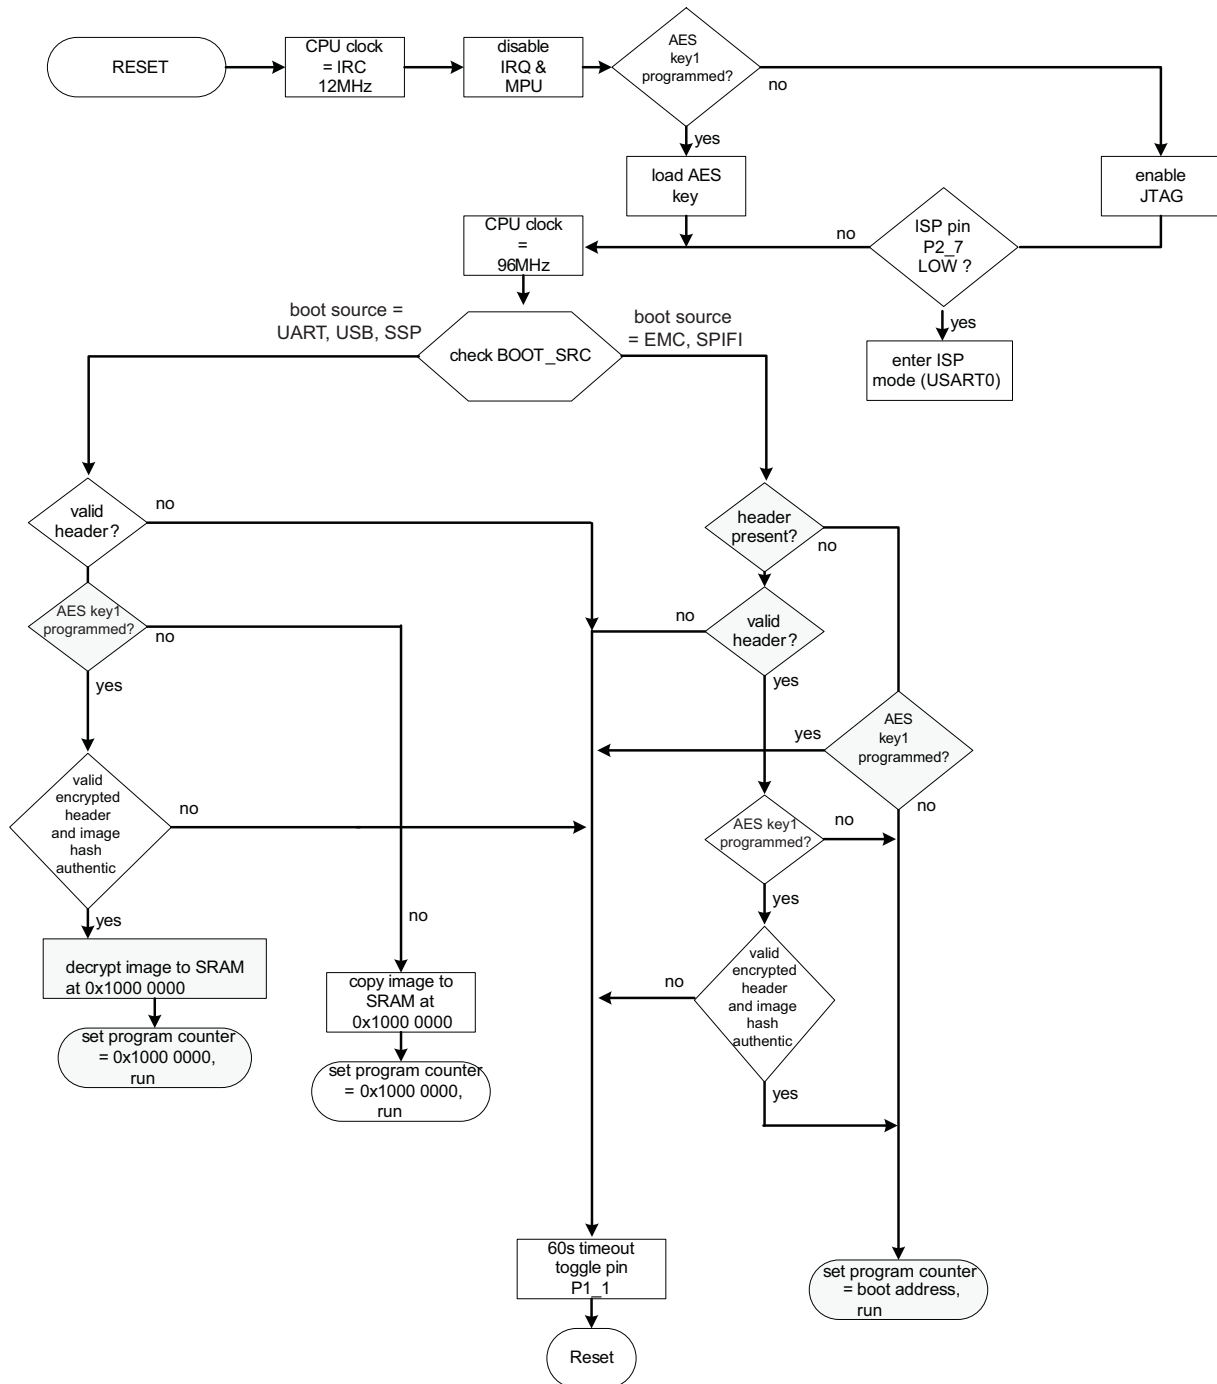 RESET
CPU clock
= IRC
12MHz
disable
IRQ &
MPU
AES
key1
programmed?
no
yes
load AES
key
enable
JTAG
CPU clock
=
96MHz
no
ISP pin
P2_7
LOW ?
yes
enter ISP
mode (USART0)
boot source =
UART, USB, SSP
check BOOT_SRC
boot source
= EMC, SPIFI
valid
header?
no
header
present?
no
AES key1
programmed?
no
yes
no
valid
header?
yes
yes
AES
key1
programmed?
no
valid
encrypted
header
and image
hash
authentic
no
yes
AES key1
programmed?
no
yes
no
decrypt image to SRAM
at 0x1000 0000
set program counter
= 0x1000 0000,
run
copy image to
SRAM at
0x1000 0000
set program counter
= 0x1000 0000,
run
no
valid
encrypted
header
and image
hash
authentic
yes
60s timeout
toggle pin
P1_1
Reset
set program counter
= boot address,
run